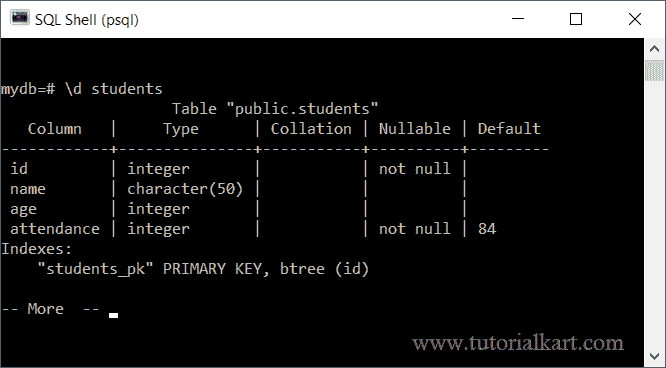 SQL Shell (psql)
mydb=# \d students
                  Table "public.students"
   Column   |     Type      | Collation | Nullable | Default
------------+---------------+-----------+----------+---------
 id         | integer       |           | not null |
 name       | character(50) |           |          |
 age        | integer       |           |          |
 attendance | integer       |           | not null | 84
Indexes:
    "students_pk" PRIMARY KEY, btree (id)
-- More  --
www.tutorialkart.com